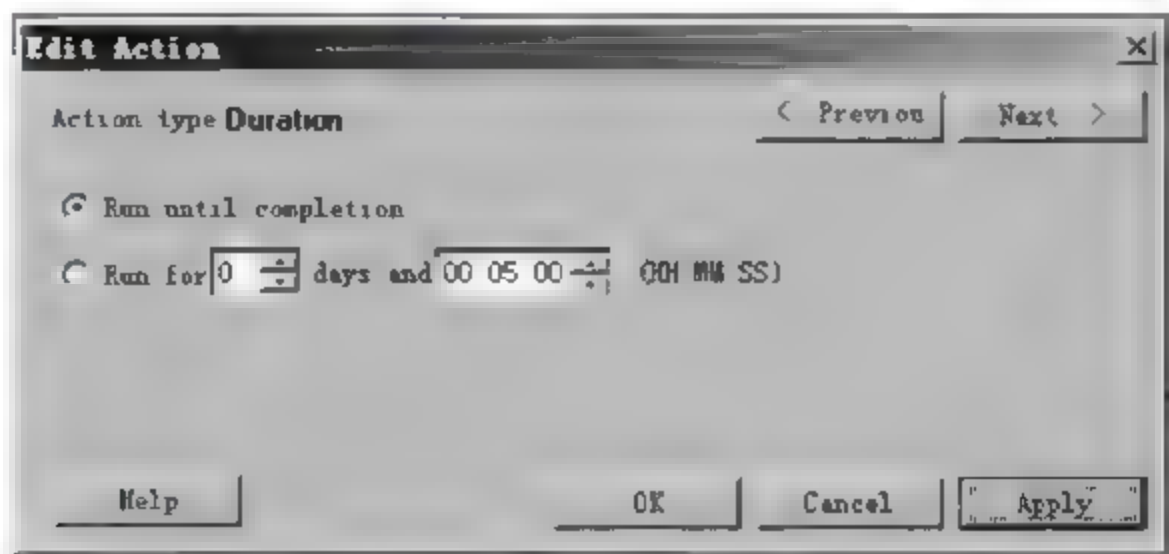 Edit Action
Action type Duration
< Previou
Next >
Run until completion
Run for 0 days and 00 05 00 (HH MM SS)
Help
OK
Cancel
Apply